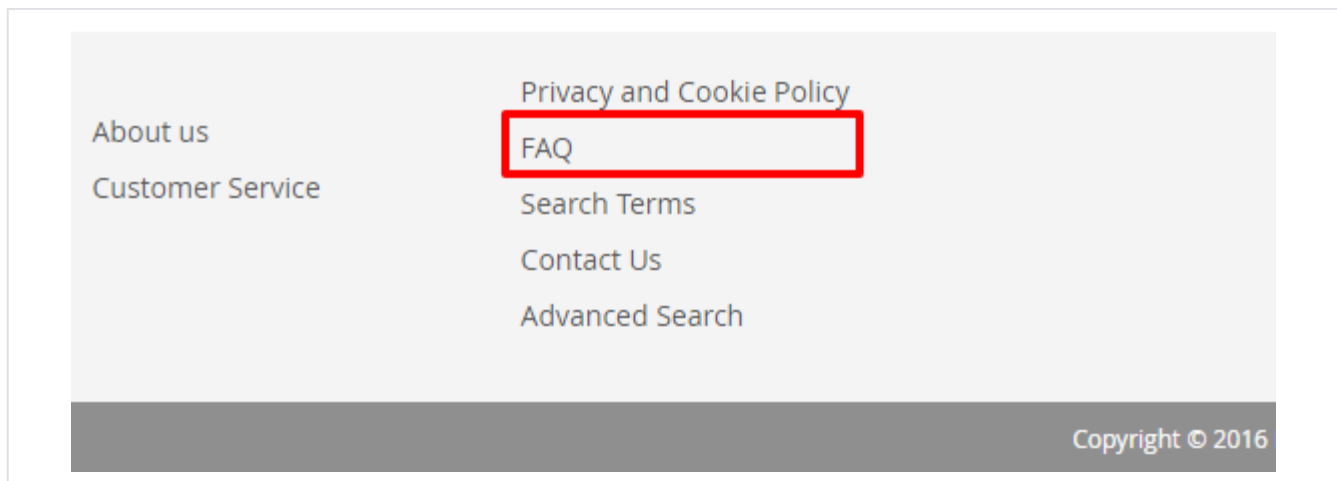 About us
Customer Service
Privacy and Cookie Policy
FAQ
Search Terms
Contact Us
Advanced Search
Copyright © 2016